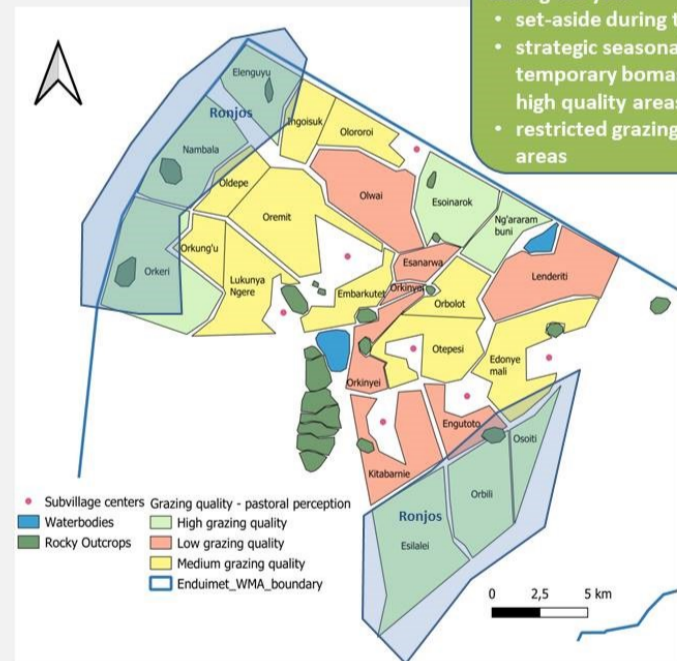 • set-aside during t
• strategic seasona
temporary boma
high quality areas
• restricted grazing
areas
Elenguyu
Ronjos
Ingoisuk
Olororoi
Nambala
Oldepe
Olwai
Esoinarok
Oremit
Ng'araram
buni
Orkung'u
Orkeri
Esanarwa
Lenderiti
Lukunya
Ngere
Embarkutet
Orkinyei
Orbolot
Otepesi
Edonye
mali
Orkinyei
Engutoto
Osoiti
Kitabarnie
Orbili
Ronjos
Esilalei
Subvillage centers
Waterbodies
Rocky Outcrops
Grazing quality - pastoral perception
High grazing quality
Low grazing quality
Medium grazing quality
Enduimet_WMA_boundary
0 2,5 5 km